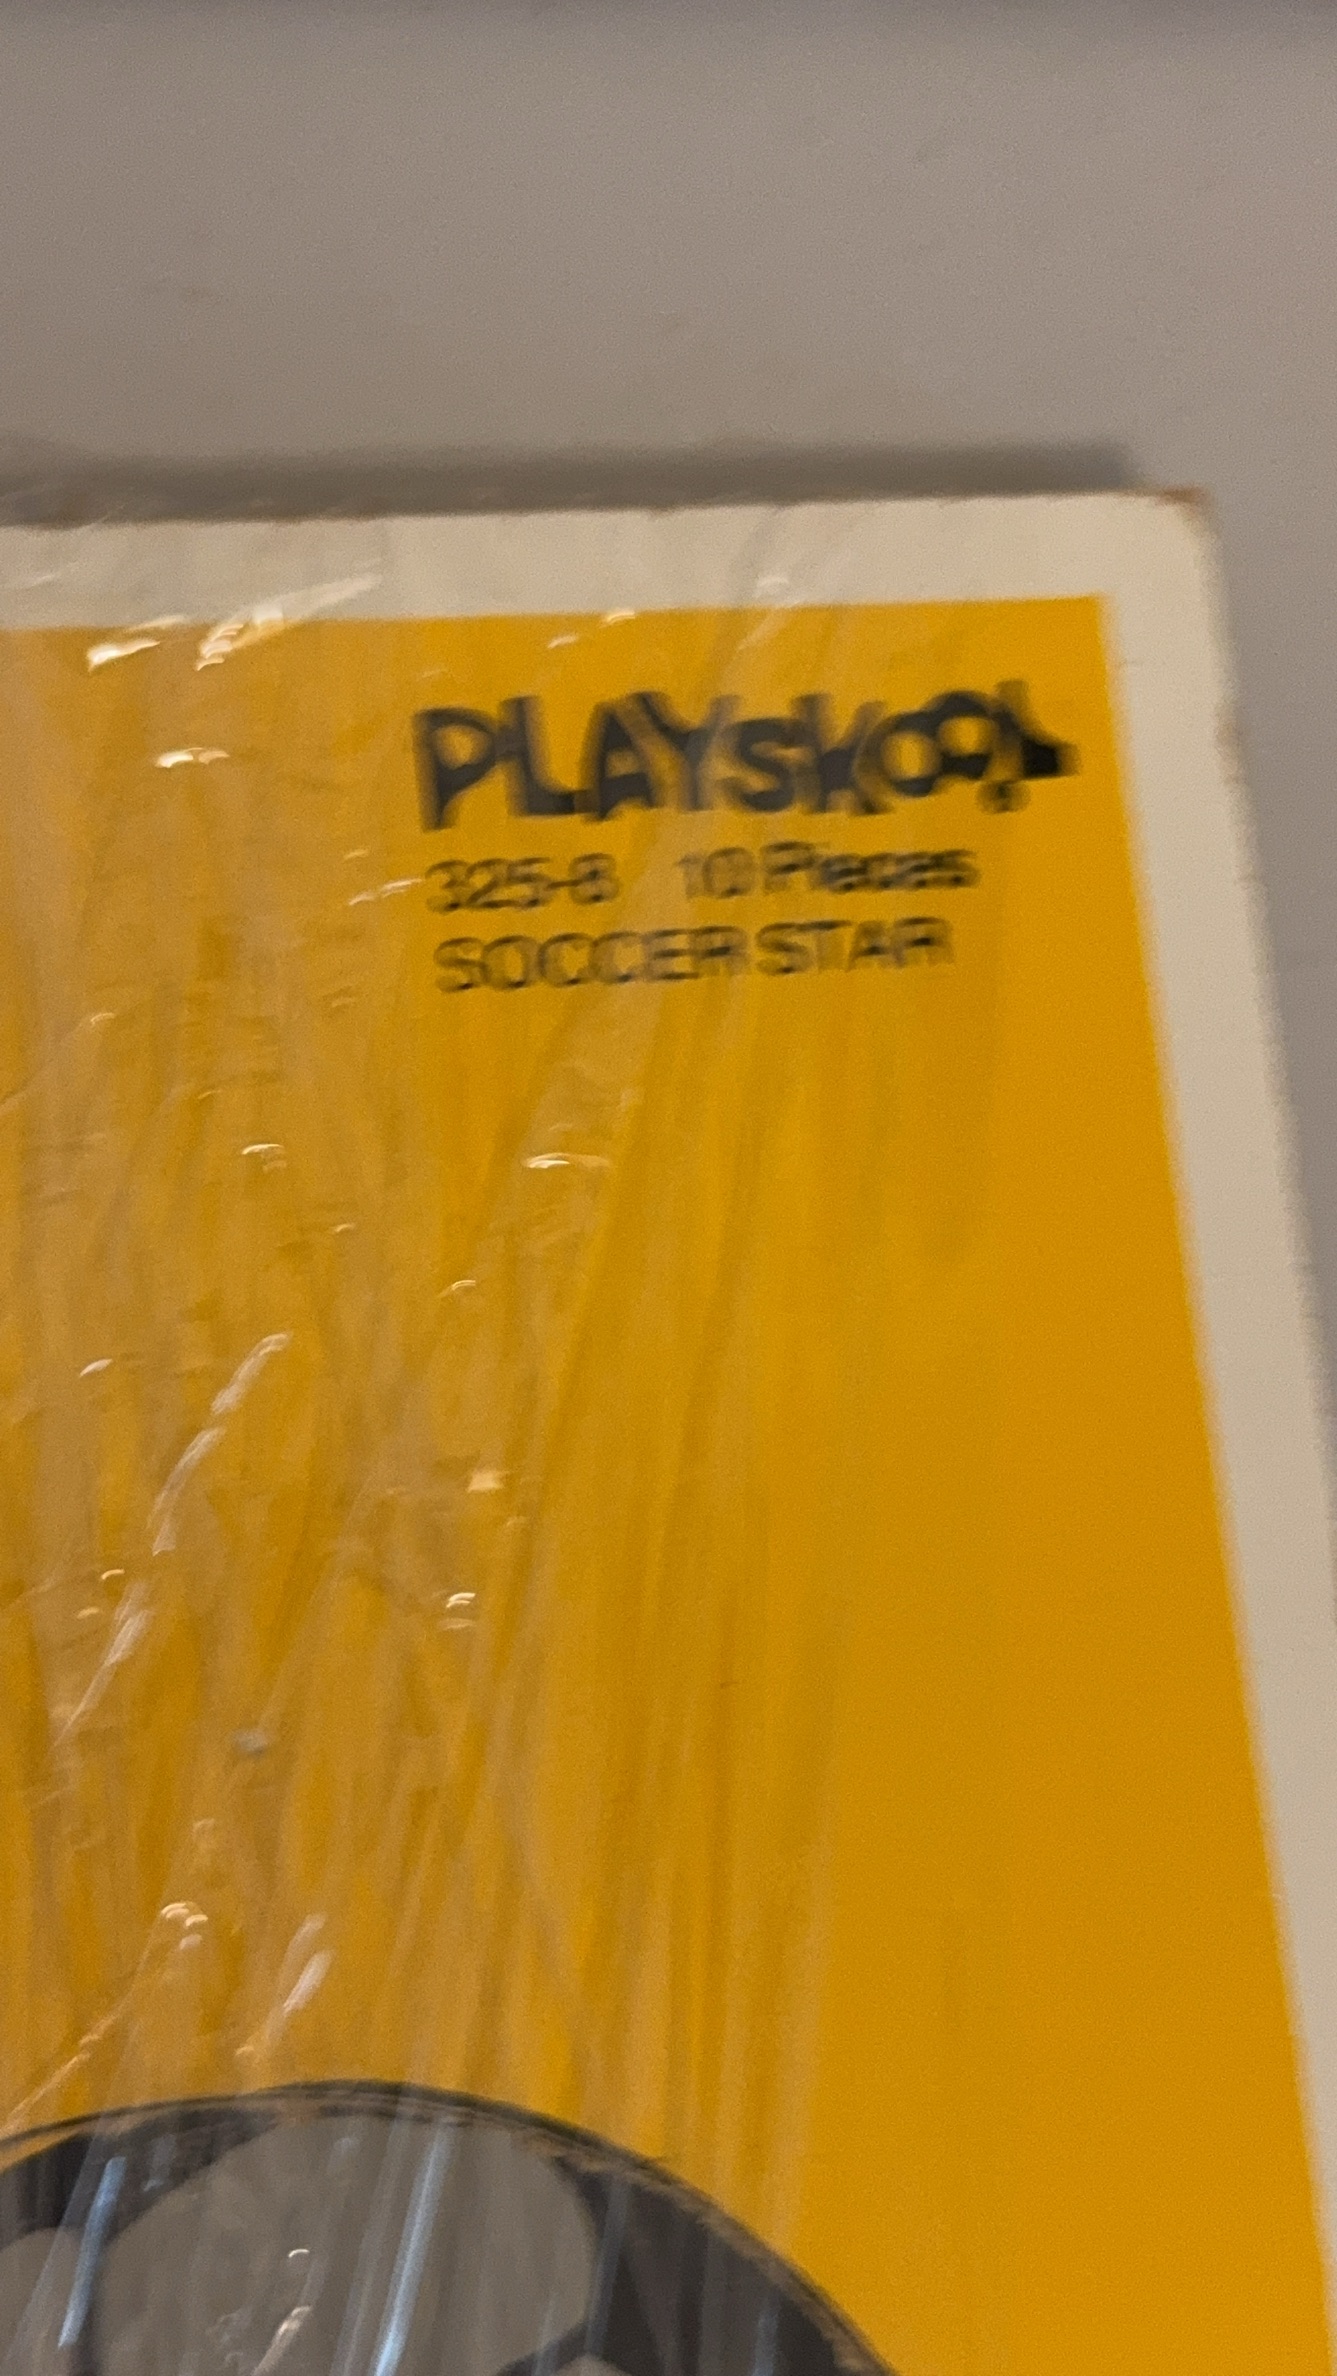 PLAYSKOOL®
325-8 10 Pieces
SOCCER STAR